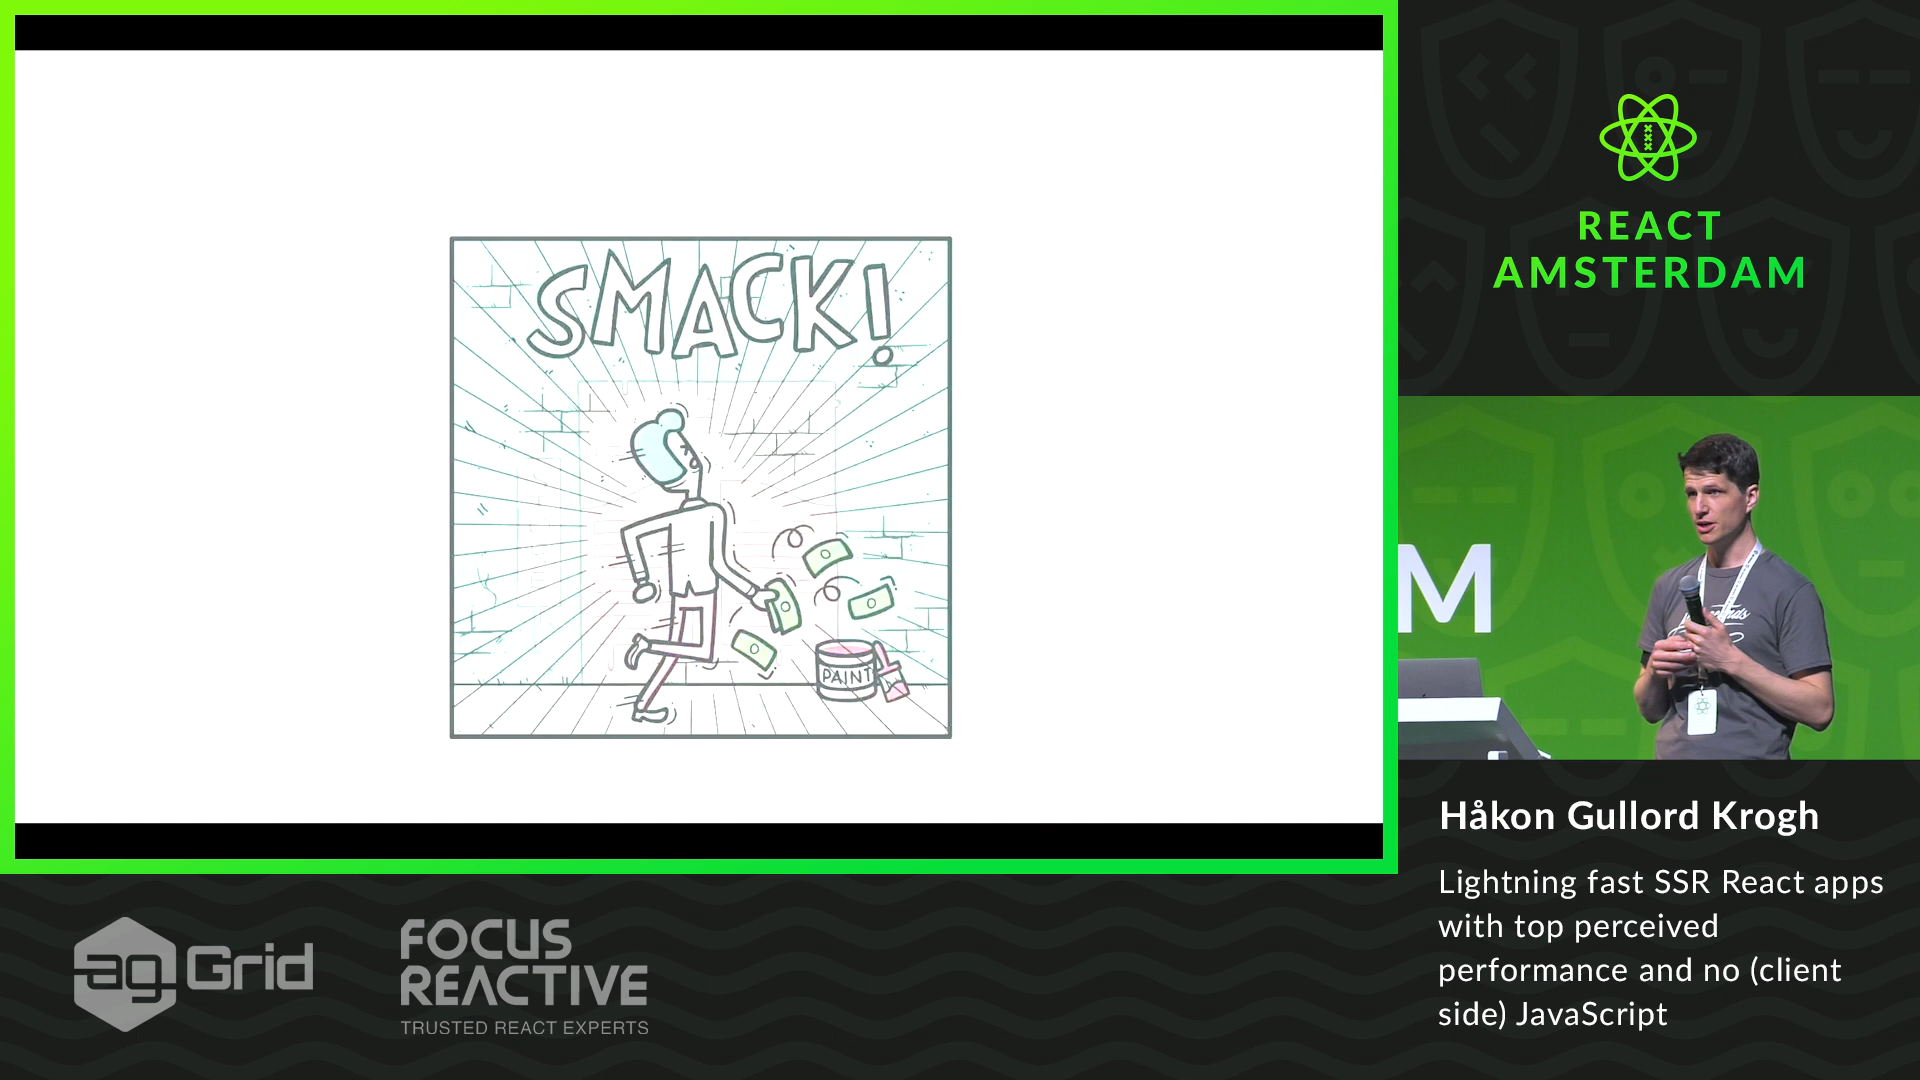 SMACK!
PAINT
REACT
AMSTERDAM
M
Håkon Gullord Krogh
Lightning fast SSR React apps
with top perceived
performance and no (client
side) JavaScript
ag Grid
FOCUS
REACTIVE
TRUSTED REACT EXPERTS